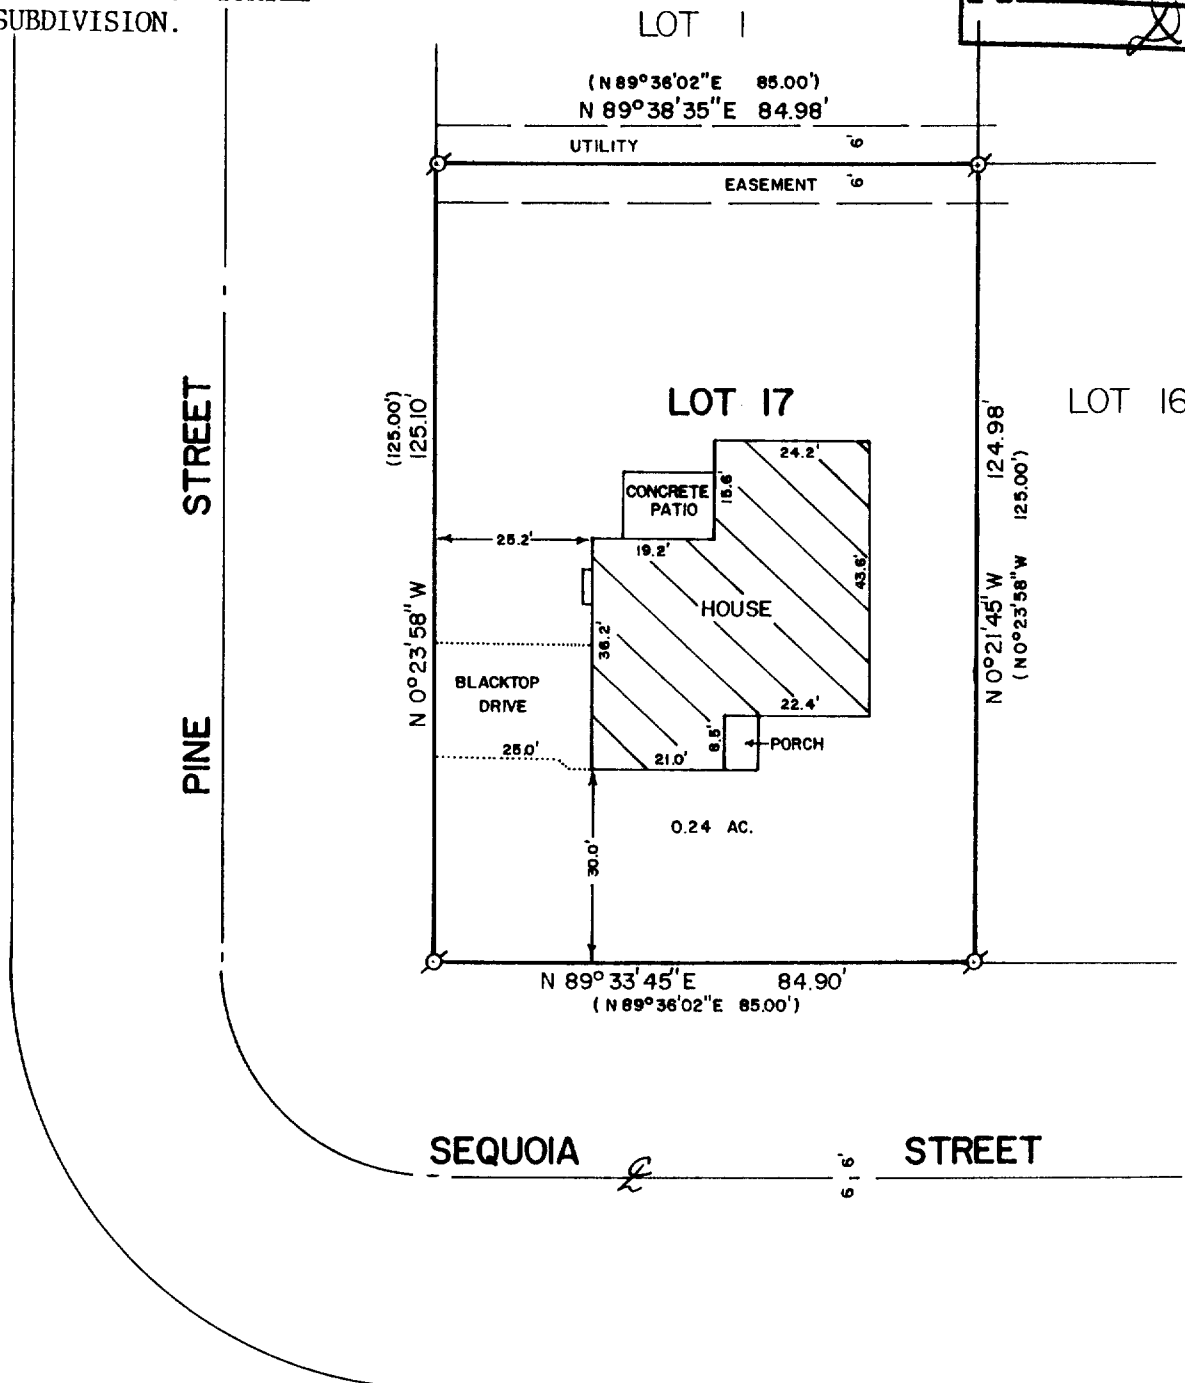 SUBDIVISION.
LOT 1
(N 89°36'02"E 85.00')
N 89°38'35"E 84.98'
UTILITY 6'
EASEMENT 6'
PINE STREET
(125.00')
125.10'
N 0°23'58" W
LOT 17
LOT 16
124.98'
N 0°21'45" W
125.00')
(N 0°23'58" W
24.2'
CONCRETE
PATIO
15.6'
25.2'
19.2'
43.6'
HOUSE
36.2'
BLACKTOP
DRIVE
22.4'
8.5'
PORCH
25.0'
21.0'
0.24 AC.
30.0'
N 89°33'45"E 84.90'
(N 89°36'02"E 85.00')
SEQUOIA STREET
6'
6'